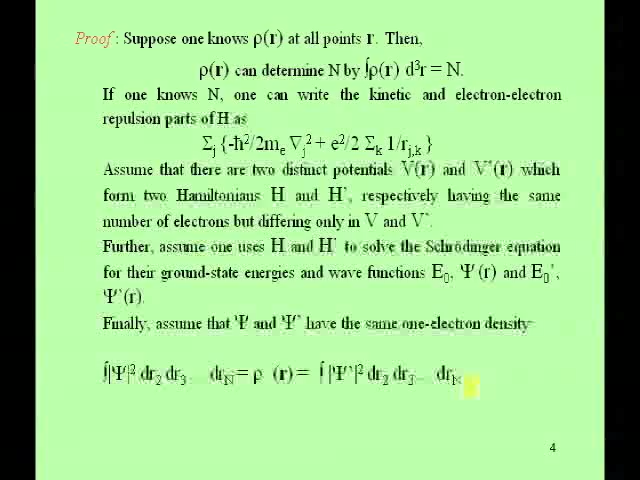 Proof : Suppose one knows ρ(r) at all points r. Then,
ρ(r) can determine N by ∫ρ(r) d³r = N.
If one knows N, one can write the kinetic and electron-electron
repulsion parts of H as
Σⱼ {-ħ²/2mₑ ∇ⱼ² + e²/2 Σₖ 1/rⱼ,ₖ }
Assume that there are two distinct potentials V(r) and V'(r) which
form two Hamiltonians H and H', respectively having the same
number of electrons but differing only in V and V'.
Further, assume one uses H and H' to solve the Schrödinger equation
for their ground-state energies and wave functions E₀, Ψ(r) and E₀',
Ψ'(r).
Finally, assume that Ψ and Ψ' have the same one-electron density:
∫|Ψ|² dr₂ dr₃ ... dr_N = ρ (r) = ∫ |Ψ'|² dr₂ dr₃ ... dr_N
4